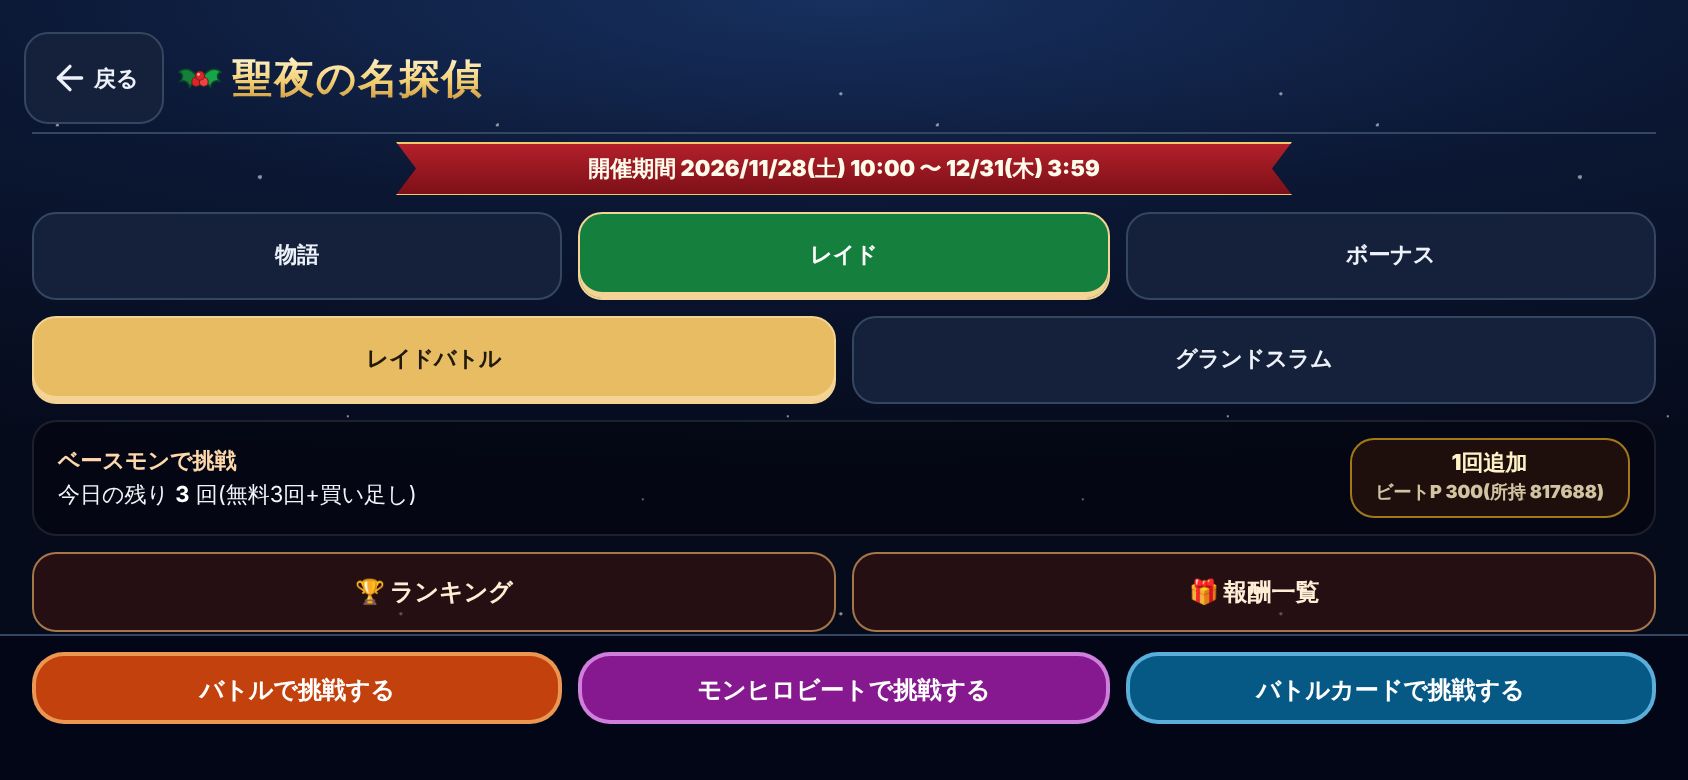 戻る
聖夜の名探偵
開催期間 2026/11/28(土) 10:00 〜 12/31(木) 3:59
物語
レイド
ボーナス
レイドバトル
グランドスラム
ベースモンで挑戦
今日の残り 3 回(無料3回+買い足し)
1回追加
ビートP 300(所持 817688)
ランキング
報酬一覧
バトルで挑戦する
モンヒロビートで挑戦する
バトルカードで挑戦する